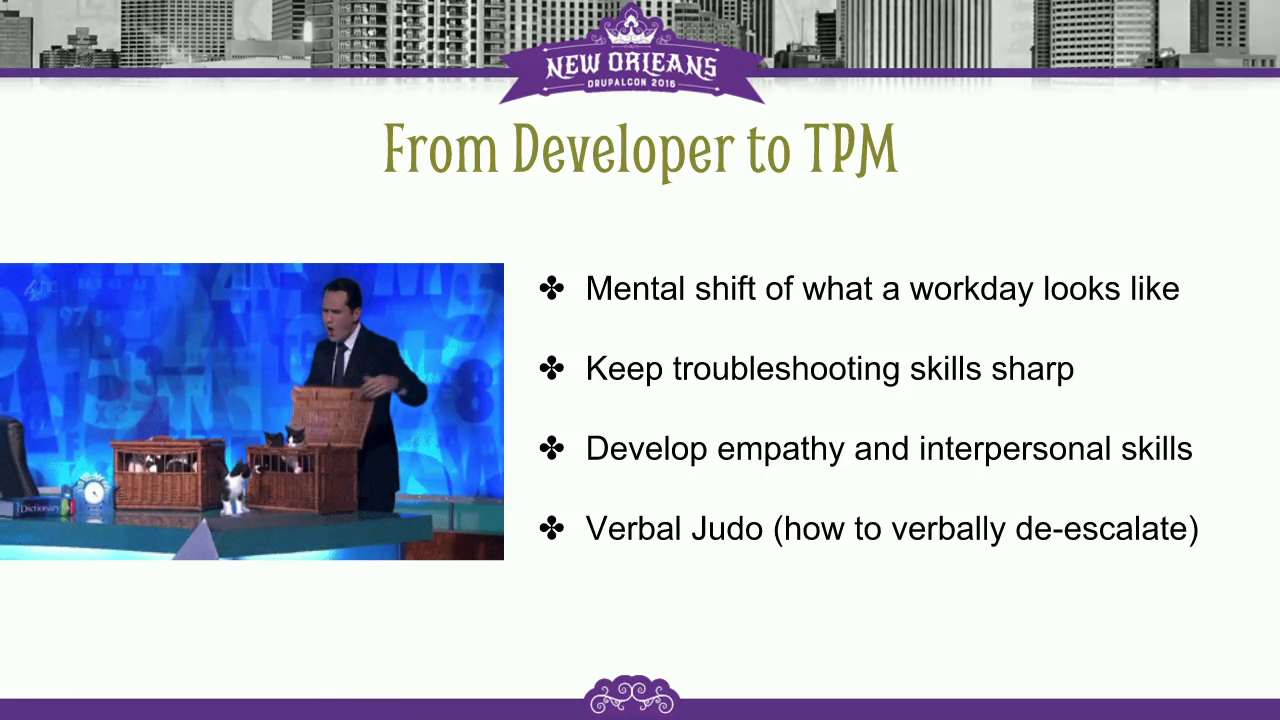 NEW ORLEANS
DRUPALCON 2016
From Developer to TPM
✤ Mental shift of what a workday looks like
✤ Keep troubleshooting skills sharp
✤ Develop empathy and interpersonal skills
✤ Verbal Judo (how to verbally de-escalate)
Dictionary